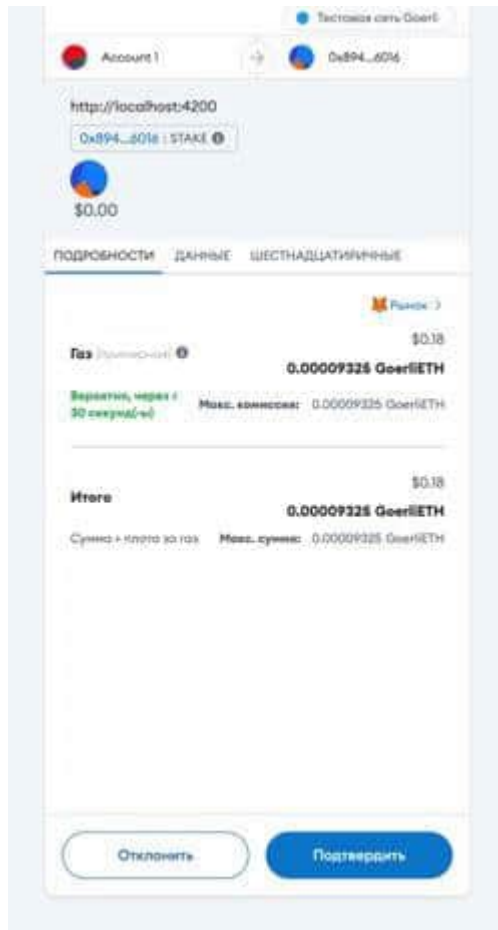 Тестовая сеть Goerli
Account 1
0x894...6016
http://localhost:4200
0x894...6016 : STAKE
$0.00
ПОДРОБНОСТИ ДАННЫЕ ШЕСТНАДЦАТИРИЧНЫЕ
Рынок >
$0.18
Газ
0.00009325 GoerliETH
Вероятно, через <
30 секунд(-ы)
Макс. комиссия: 0.00009325 GoerliETH
$0.18
Итого
0.00009325 GoerliETH
Сумма + плата за газ Макс. сумма: 0.00009325 GoerliETH
Отклонить
Подтвердить